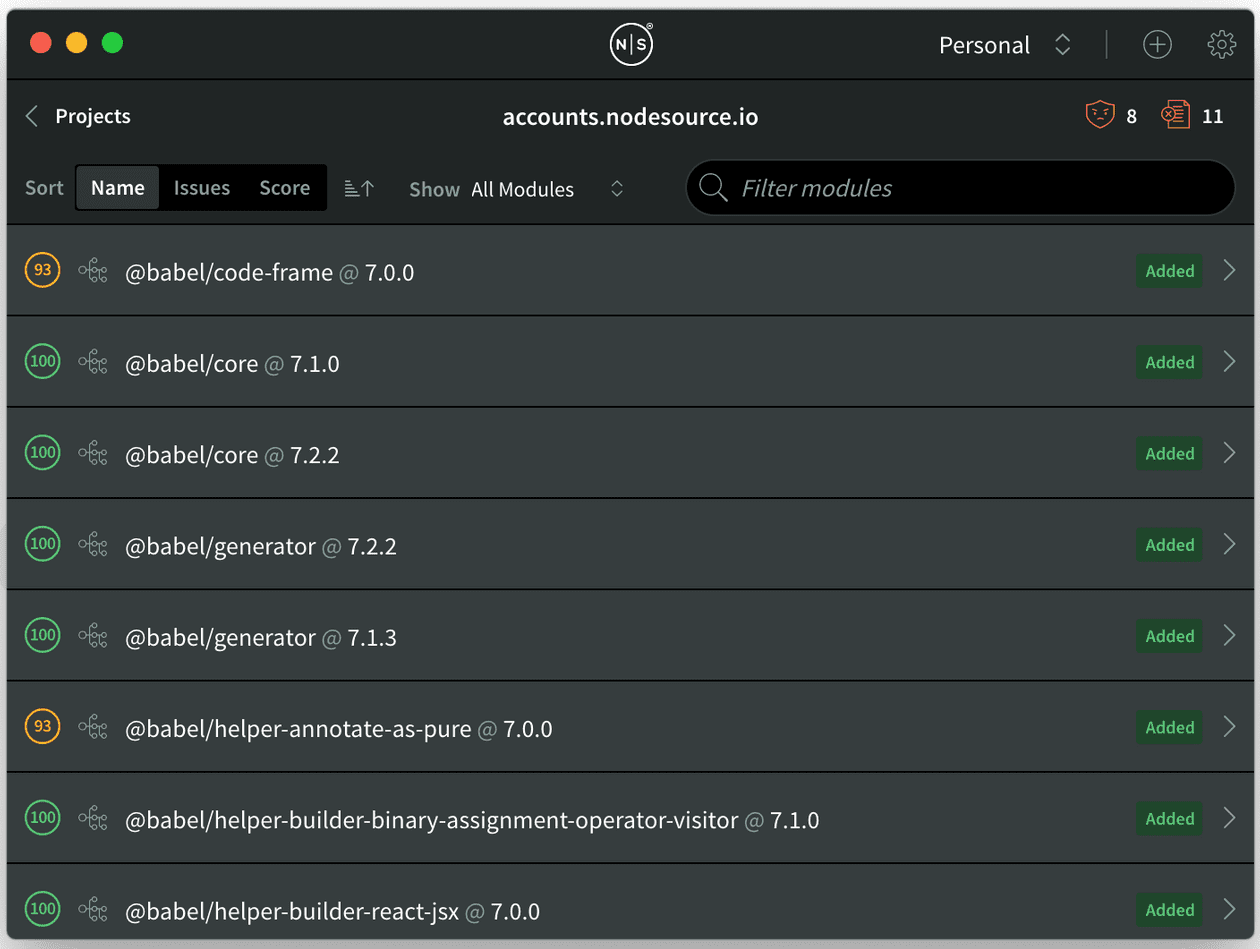 N|S®
Personal
Projects
accounts.nodesource.io
8
11
Sort Name Issues Score Show All Modules Filter modules
93 @babel/code-frame @ 7.0.0 Added
100 @babel/core @ 7.1.0 Added
100 @babel/core @ 7.2.2 Added
100 @babel/generator @ 7.2.2 Added
100 @babel/generator @ 7.1.3 Added
93 @babel/helper-annotate-as-pure @ 7.0.0 Added
100 @babel/helper-builder-binary-assignment-operator-visitor @ 7.1.0 Added
100 @babel/helper-builder-react-jsx @ 7.0.0 Added